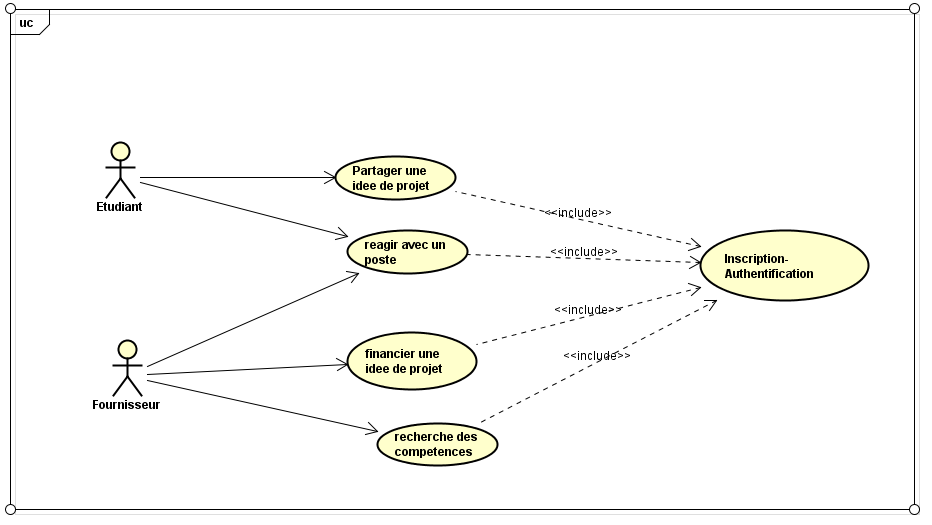 uc
Etudiant
Partager une
idee de projet
<<include>>
reagir avec un
poste
<<include>>
Inscription-
Authentification
<<include>>
Fournisseur
financier une
idee de projet
<<include>>
recherche des
competences